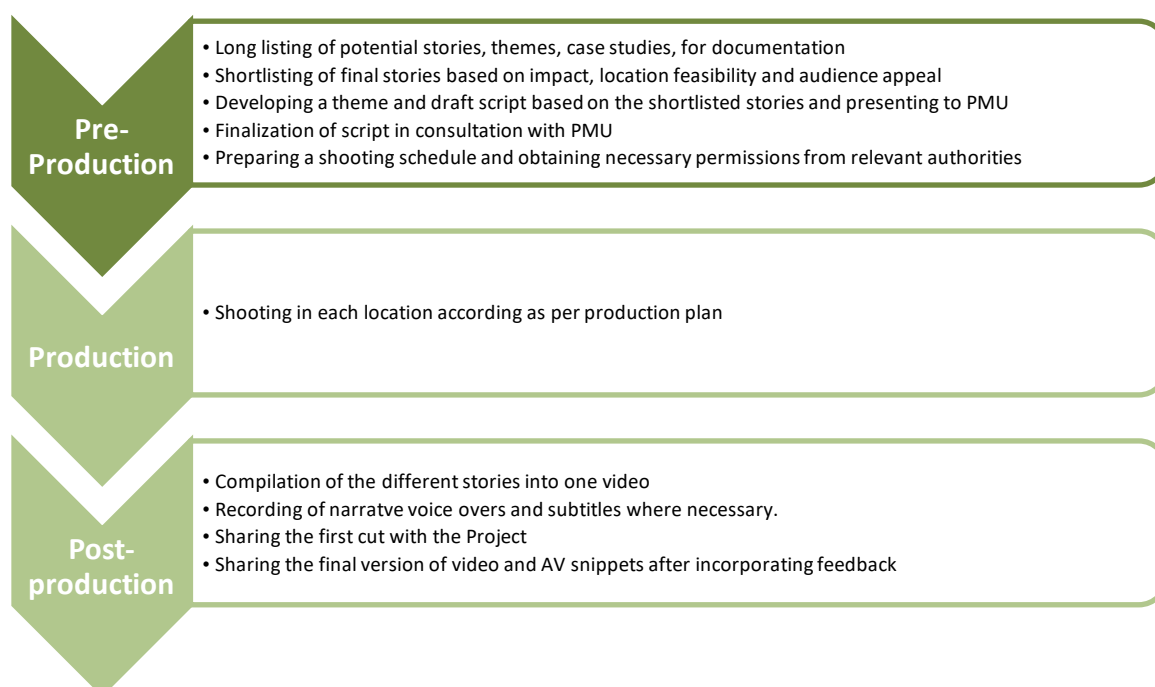 Pre-
Production
• Long listing of potential stories, themes, case studies, for documentation
• Shortlisting of final stories based on impact, location feasibility and audience appeal
• Developing a theme and draft script based on the shortlisted stories and presenting to PMU
• Finalization of script in consultation with PMU
• Preparing a shooting schedule and obtaining necessary permissions from relevant authorities
Production
• Shooting in each location according as per production plan
Post-
production
• Compilation of the different stories into one video
• Recording of narratve voice overs and subtitles where necessary.
• Sharing the first cut with the Project
• Sharing the final version of video and AV snippets after incorporating feedback